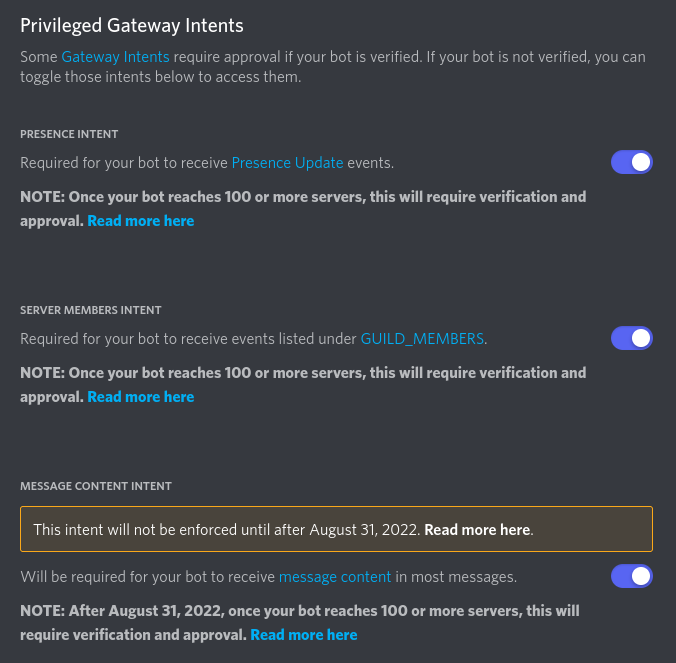 Privileged Gateway Intents
Some Gateway Intents require approval if your bot is verified. If your bot is not verified, you can
toggle those intents below to access them.
PRESENCE INTENT
Required for your bot to receive Presence Update events.
NOTE: Once your bot reaches 100 or more servers, this will require verification and
approval. Read more here
SERVER MEMBERS INTENT
Required for your bot to receive events listed under GUILD_MEMBERS.
NOTE: Once your bot reaches 100 or more servers, this will require verification and
approval. Read more here
MESSAGE CONTENT INTENT
This intent will not be enforced until after August 31, 2022. Read more here.
Will be required for your bot to receive message content in most messages.
NOTE: After August 31, 2022, once your bot reaches 100 or more servers, this will
require verification and approval. Read more here